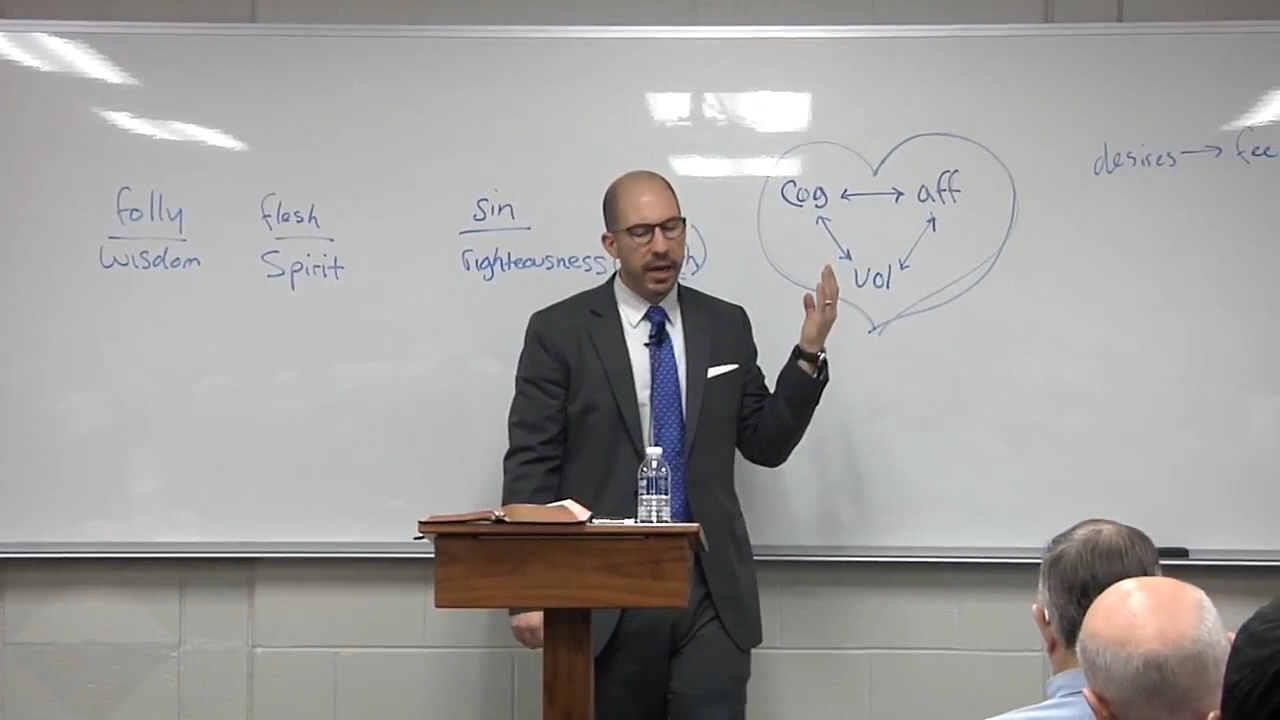 folly
wisdom
flesh
Spirit
sin
righteousness
Cog ↔ aff
vol
desires →